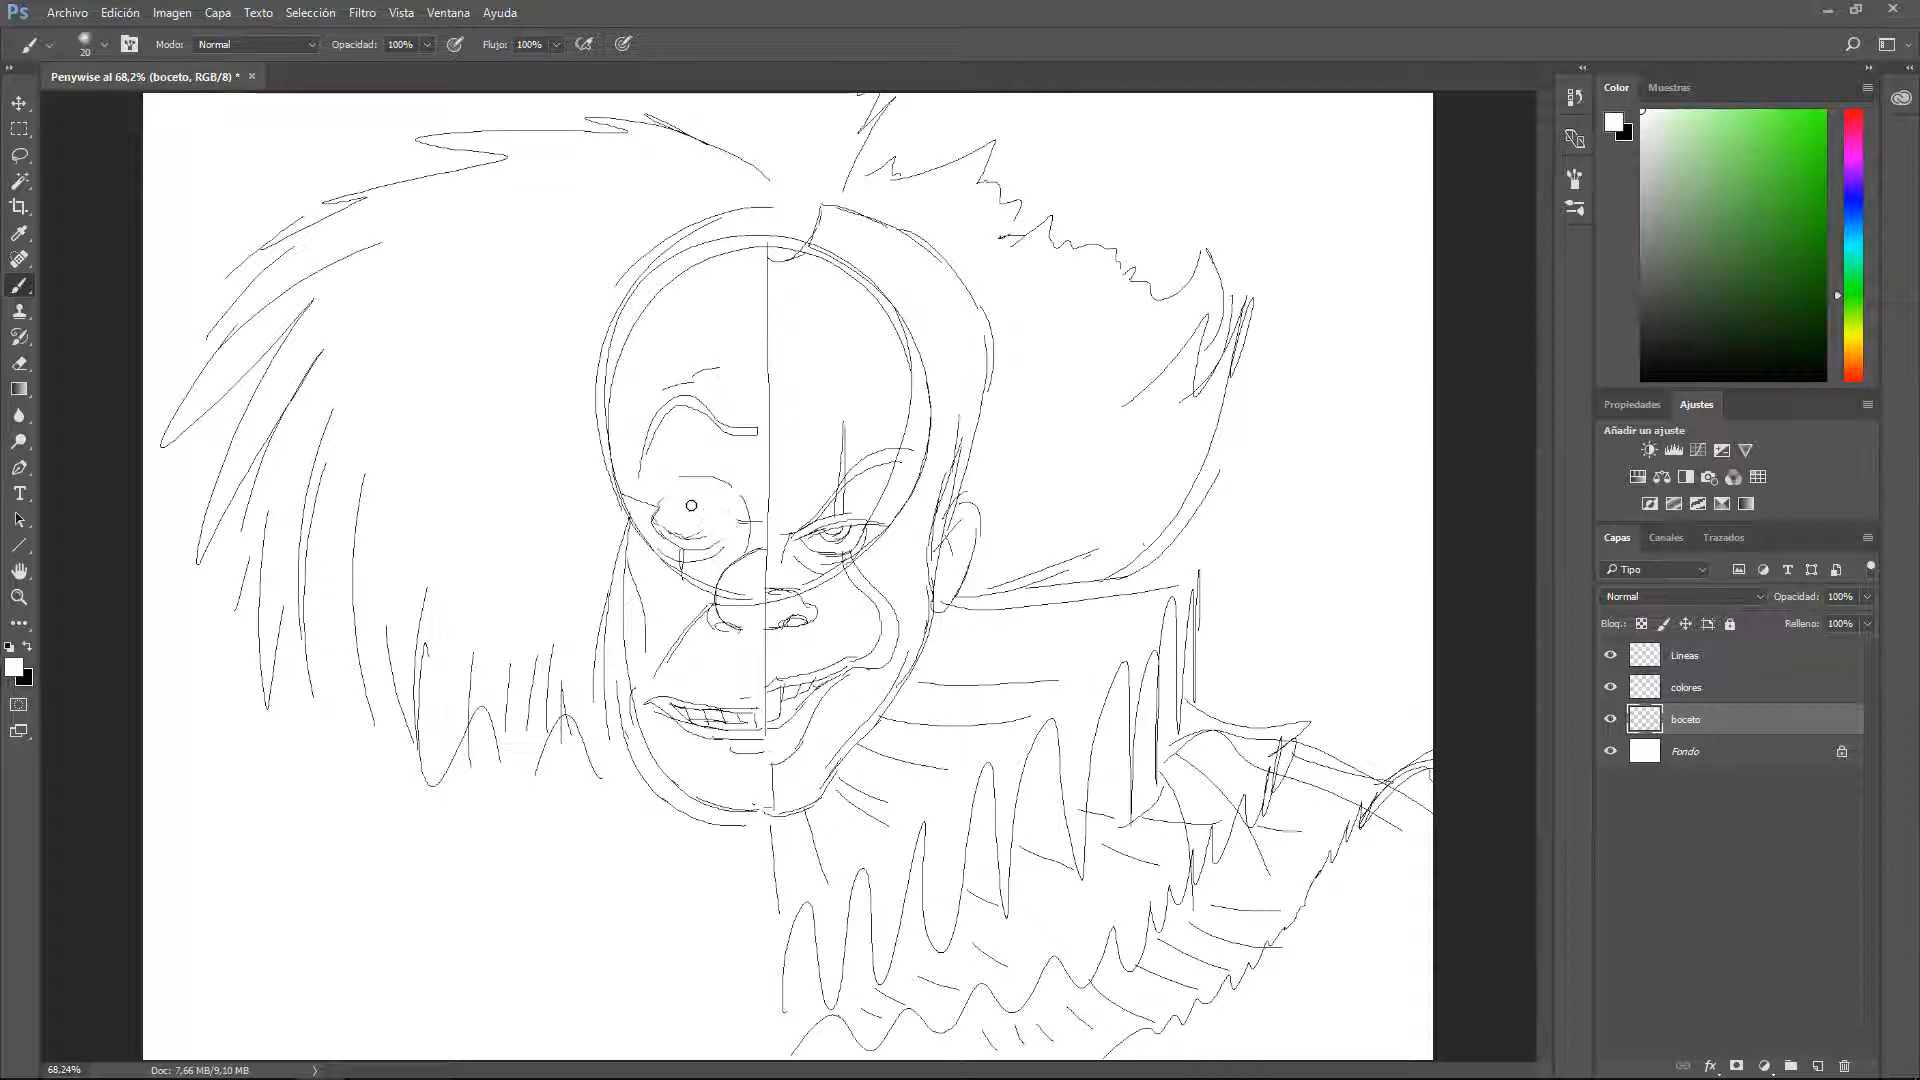 Ps Archivo Edición Imagen Capa Texto Selección Filtro Vista Ventana Ayuda
20 Modo: Normal Opacidad: 100% Flujo: 100%
Penywise al 68,2% (boceto, RGB/8) *
Color Muestras
Propiedades Ajustes
Añadir un ajuste
Capas Canales Trazados
Tipo
Normal Opacidad: 100%
Bloq.: Relleno: 100%
Lineas
colores
boceto
Fondo
68,24% Doc: 7,66 MB/9,10 MB